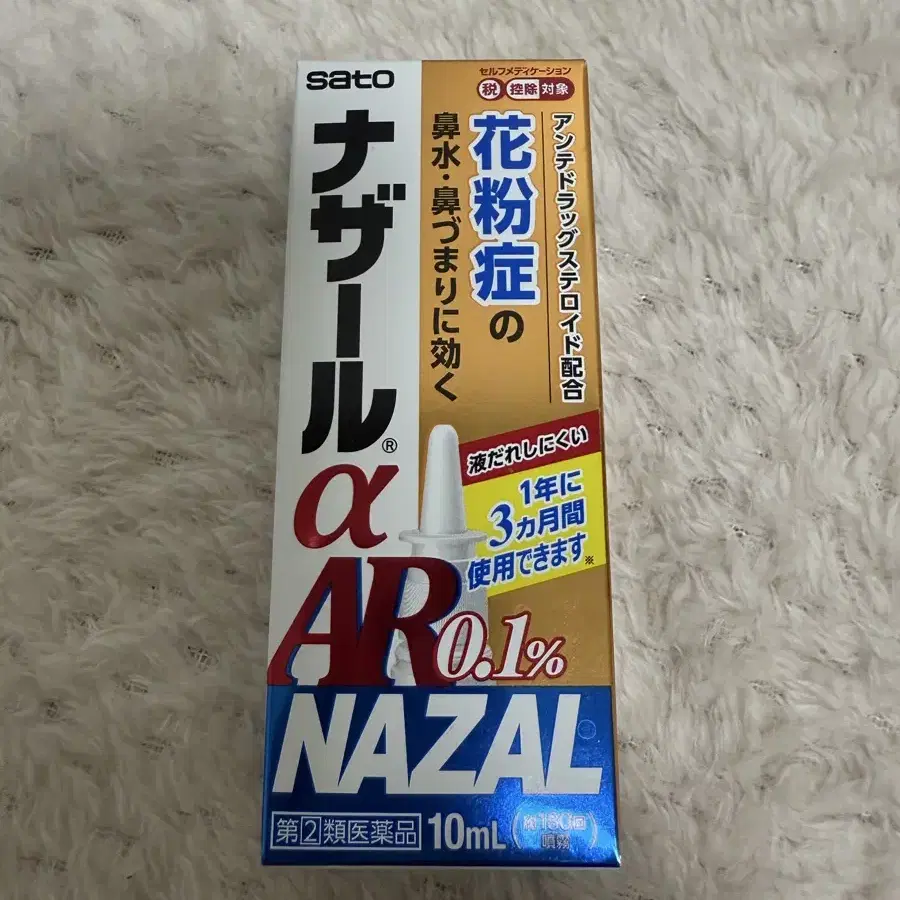 sato
ナザール®
α
AR
0.1%
NAZAL
セルフメディケーション
税 控除 対象
アンテドラッグステロイド配合
花粉症の
鼻水・鼻づまりに効く
液だれしにくい
1年に
3ヵ月間
使用できます※
第②類医薬品
10mL
噴霧